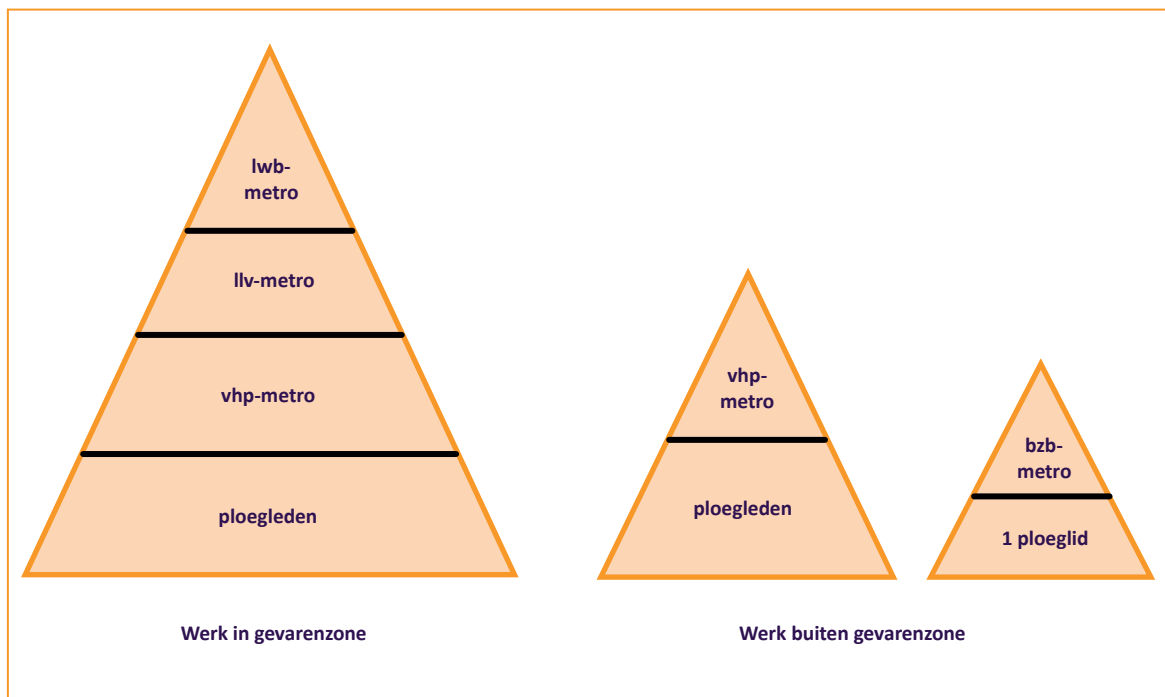 lwb-
metro
llv-metro
vhp-metro
ploegleden
Werk in gevarenzone
vhp-
metro
ploegleden
bzb-
metro
1 ploeglid
Werk buiten gevarenzone